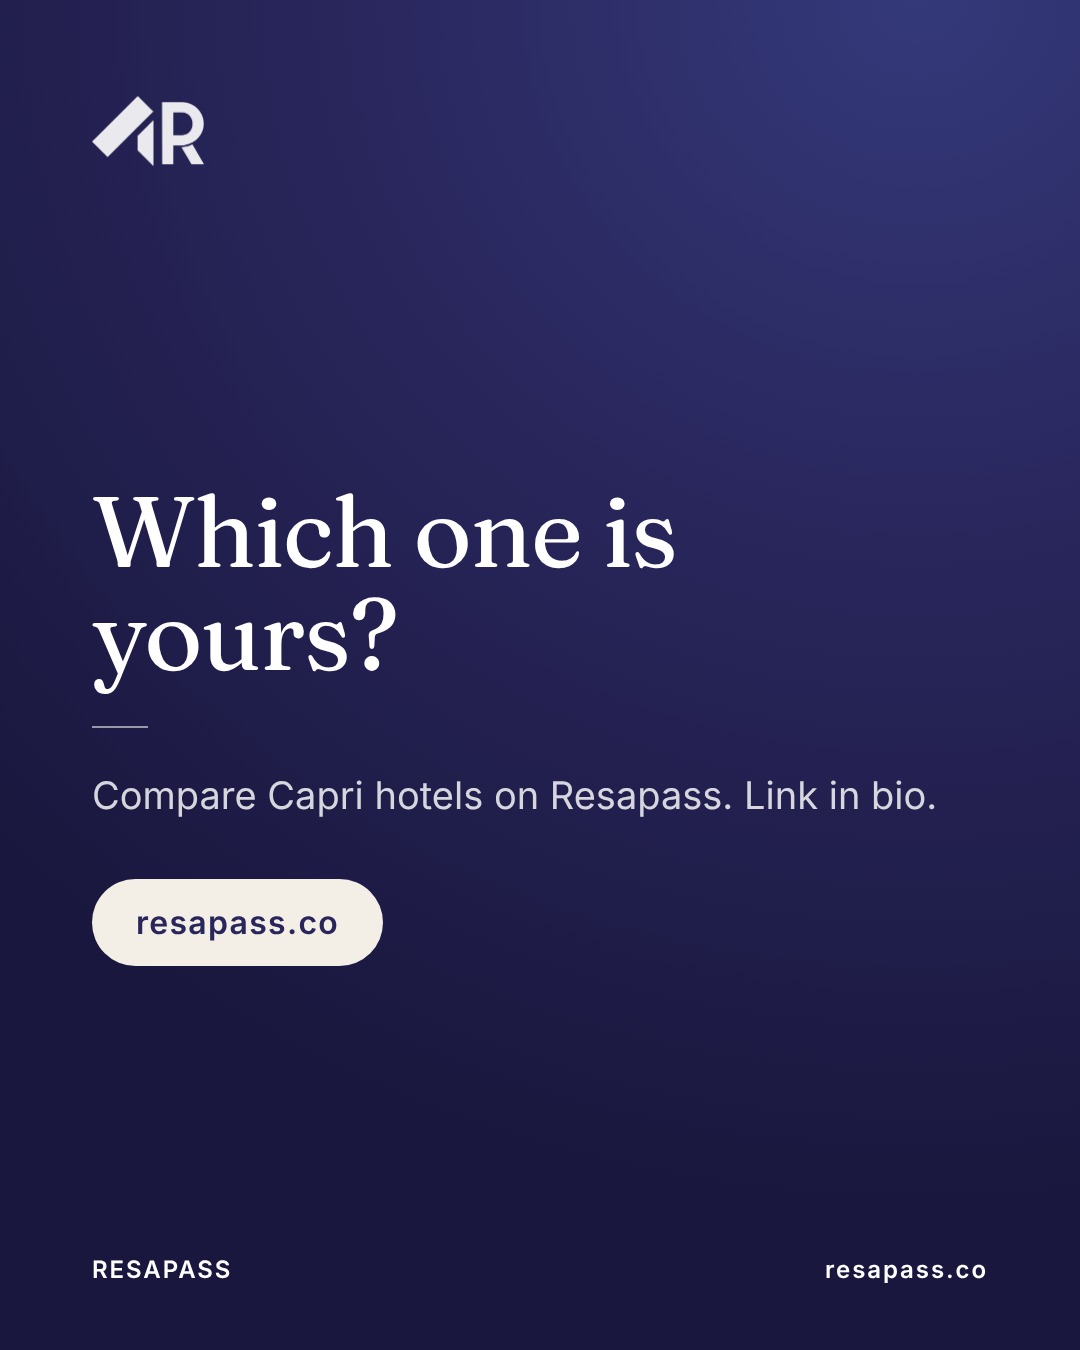 R
Which one is
yours?
Compare Capri hotels on Resapass. Link in bio.
resapass.co
RESAPASS
resapass.co